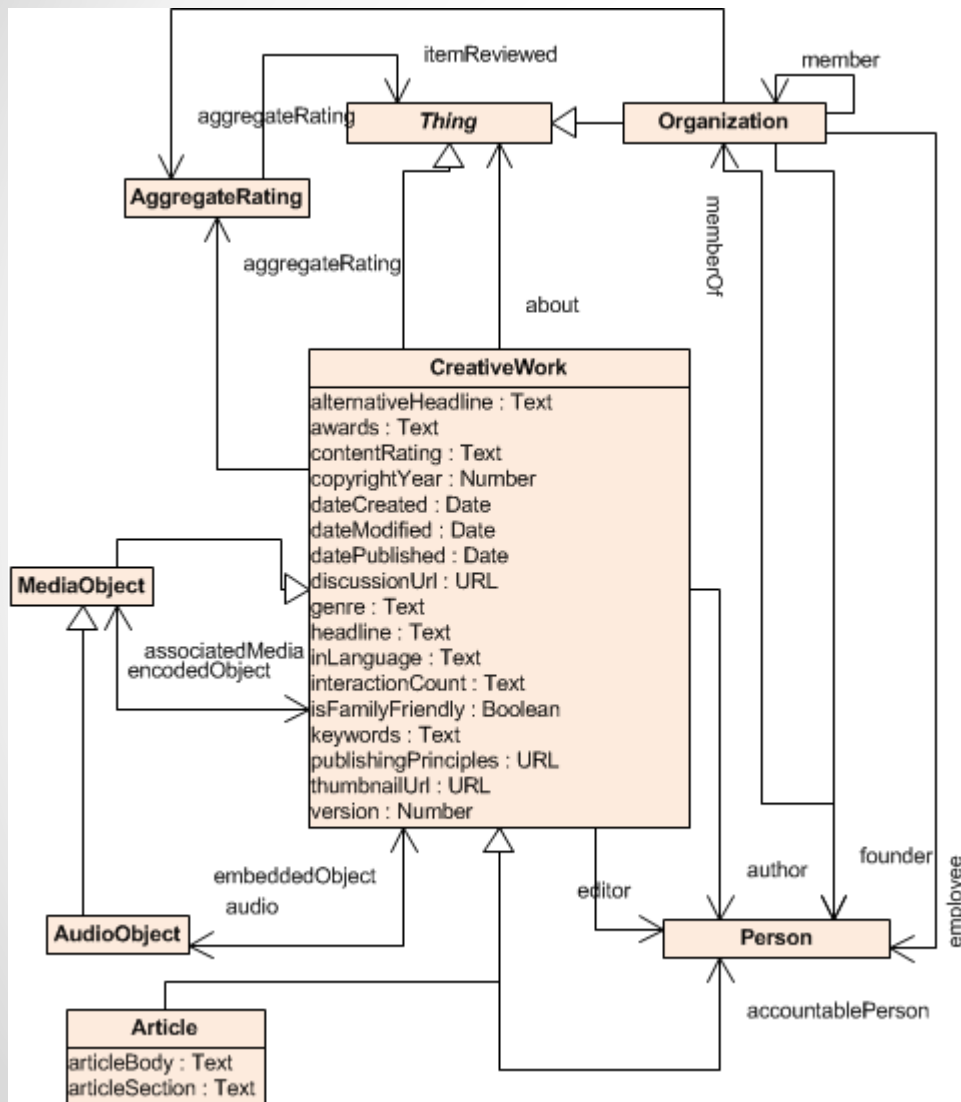 itemReviewed
member
aggregateRating
Thing
Organization
AggregateRating
memberOf
aggregateRating
about
CreativeWork
alternativeHeadline : Text
awards : Text
contentRating : Text
copyrightYear : Number
dateCreated : Date
dateModified : Date
datePublished : Date
discussionUrl : URL
genre : Text
headline : Text
inLanguage : Text
interactionCount : Text
isFamilyFriendly : Boolean
keywords : Text
publishingPrinciples : URL
thumbnailUrl : URL
version : Number
MediaObject
associatedMedia
encodedObject
embeddedObject
audio
editor
author
founder
employee
AudioObject
Person
accountablePerson
Article
articleBody : Text
articleSection : Text